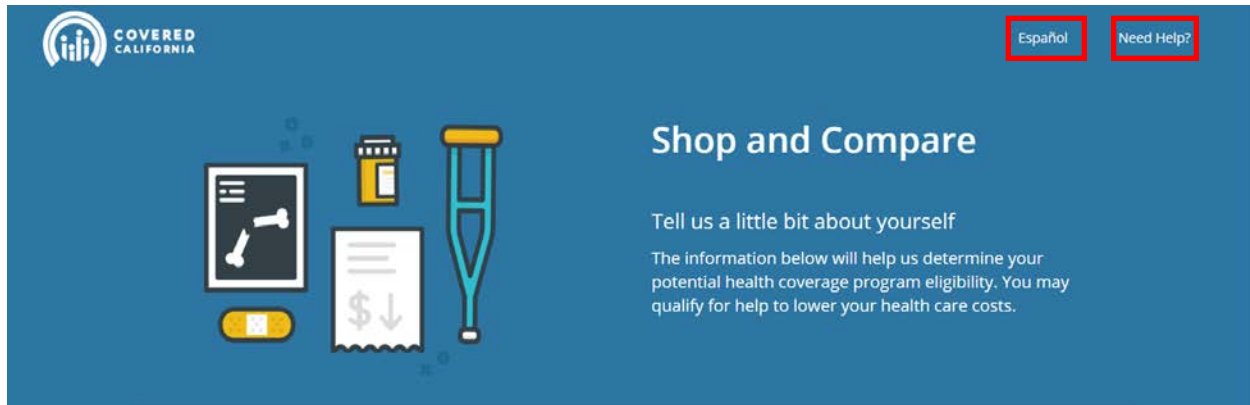 COVERED
CALIFORNIA
Español
Need Help?
Shop and Compare
Tell us a little bit about yourself
The information below will help us determine your
potential health coverage program eligibility. You may
qualify for help to lower your health care costs.
$↓